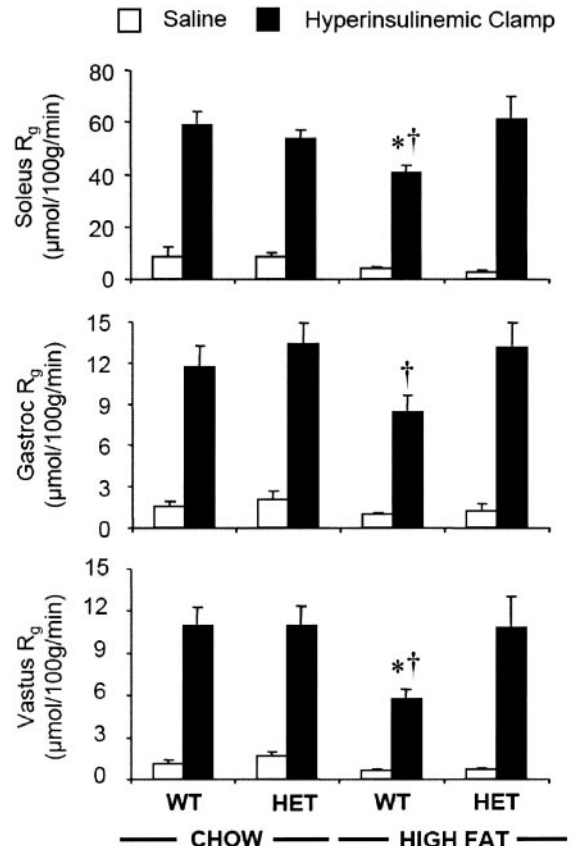 Saline Hyperinsulinemic Clamp
Soleus Rg
(µmol/100g/min)
80
60
40
20
0
*†
Gastroc Rg
(µmol/100g/min)
15
12
9
6
3
0
†
Vastus Rg
(µmol/100g/min)
15
12
9
6
3
0
*†
WT HET WT HET
CHOW HIGH FAT